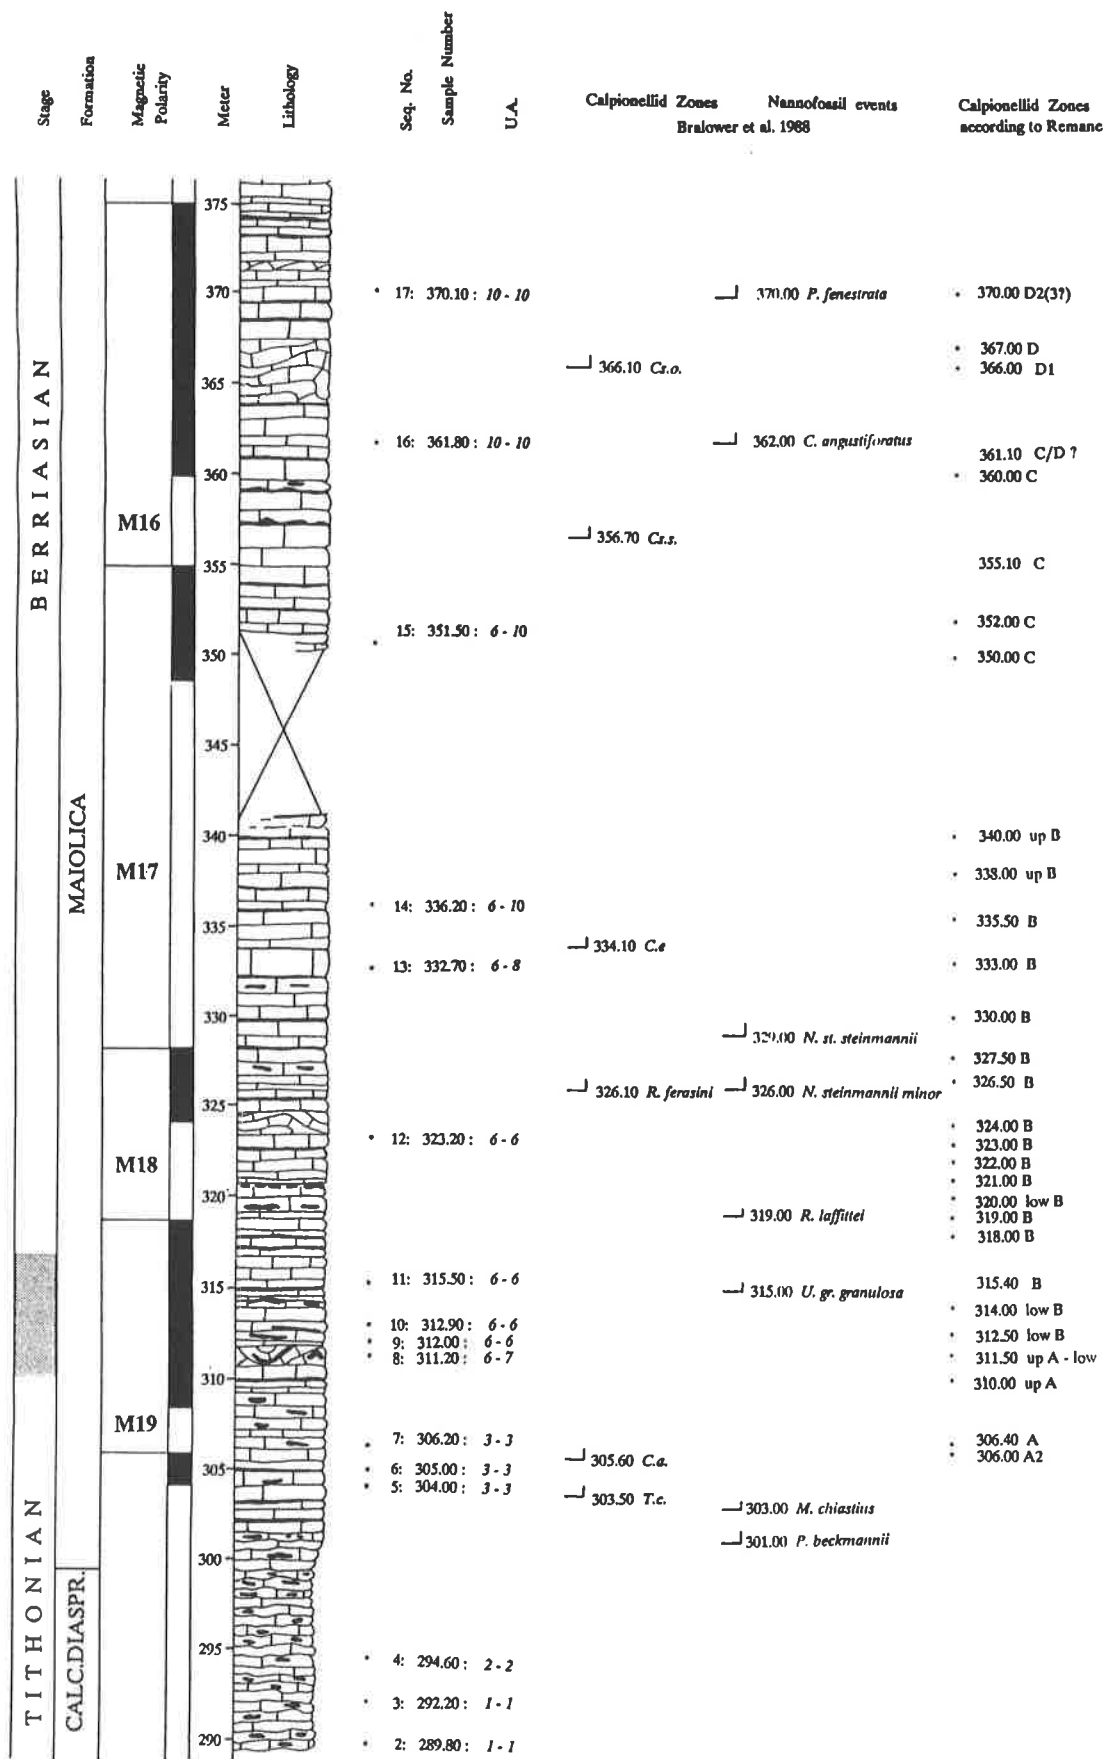 Stage
Formation
Magnetic
Polarity
Meter
Lithology
Seq. No.
Sample Number
U.A.
Calpionellid Zones
Nannofossil events
Bralower et al. 1988
Calpionellid Zones
according to Remane
BERRIASIAN
TITHONIAN
MAIOLICA
CALC.DIASPR.
M16
M17
M18
M19
375
370
365
360
355
350
345
340
335
330
325
320
315
310
305
300
295
290
17: 370.10 : 10 - 10
16: 361.80 : 10 - 10
15: 351.50 : 6 - 10
14: 336.20 : 6 - 10
13: 332.70 : 6 - 8
12: 323.20 : 6 - 6
11: 315.50 : 6 - 6
10: 312.90 : 6 - 6
9: 312.00 : 6 - 6
8: 311.20 : 6 - 7
7: 306.20 : 3 - 3
6: 305.00 : 3 - 3
5: 304.00 : 3 - 3
4: 294.60 : 2 - 2
3: 292.20 : 1 - 1
2: 289.80 : 1 - 1
366.10 Cs.o.
356.70 Cs.s.
334.10 C.e
326.10 R. ferasini
305.60 C.a.
303.50 T.c.
370.00 P. fenestrata
362.00 C. angustiforatus
329.00 N. st. steinmannii
326.00 N. steinmannii minor
319.00 R. laffittei
315.00 U. gr. granulosa
303.00 M. chiastius
301.00 P. beckmannii
370.00 D2(3?)
367.00 D
366.00 D1
361.10 C/D ?
360.00 C
355.10 C
352.00 C
350.00 C
340.00 up B
338.00 up B
335.50 B
333.00 B
330.00 B
327.50 B
326.50 B
324.00 B
323.00 B
322.00 B
321.00 B
320.00 low B
319.00 B
318.00 B
315.40 B
314.00 low B
312.50 low B
311.50 up A - low
310.00 up A
306.40 A
306.00 A2